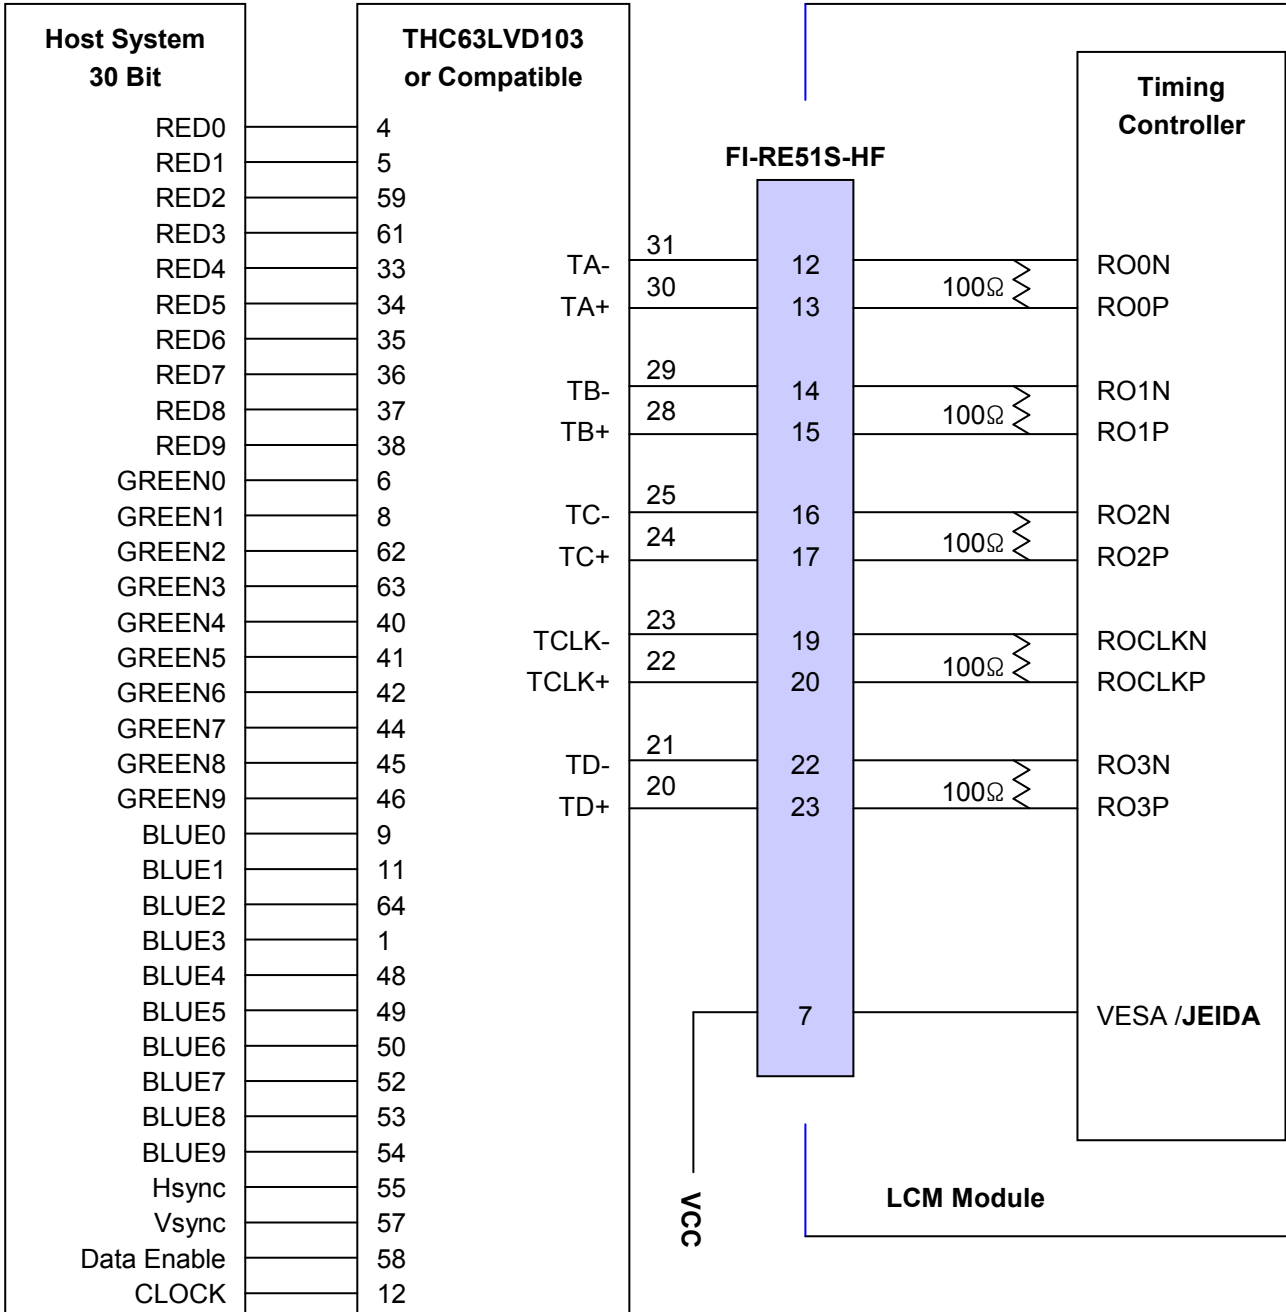 Host System
30 Bit
RED0
RED1
RED2
RED3
RED4
RED5
RED6
RED7
RED8
RED9
GREEN0
GREEN1
GREEN2
GREEN3
GREEN4
GREEN5
GREEN6
GREEN7
GREEN8
GREEN9
BLUE0
BLUE1
BLUE2
BLUE3
BLUE4
BLUE5
BLUE6
BLUE7
BLUE8
BLUE9
Hsync
Vsync
Data Enable
CLOCK
THC63LVD103
or Compatible
4
5
59
61
33
34
35
36
37
38
6
8
62
63
40
41
42
44
45
46
9
11
64
1
48
49
50
52
53
54
55
57
58
12
TA-
TA+
TB-
TB+
TC-
TC+
TCLK-
TCLK+
TD-
TD+
31
30
29
28
25
24
23
22
21
20
FI-RE51S-HF
12
13
14
15
16
17
19
20
22
23
7
VCC
100Ω
100Ω
100Ω
100Ω
100Ω
Timing
Controller
RO0N
RO0P
RO1N
RO1P
RO2N
RO2P
ROCLKN
ROCLKP
RO3N
RO3P
VESA /JEIDA
LCM Module